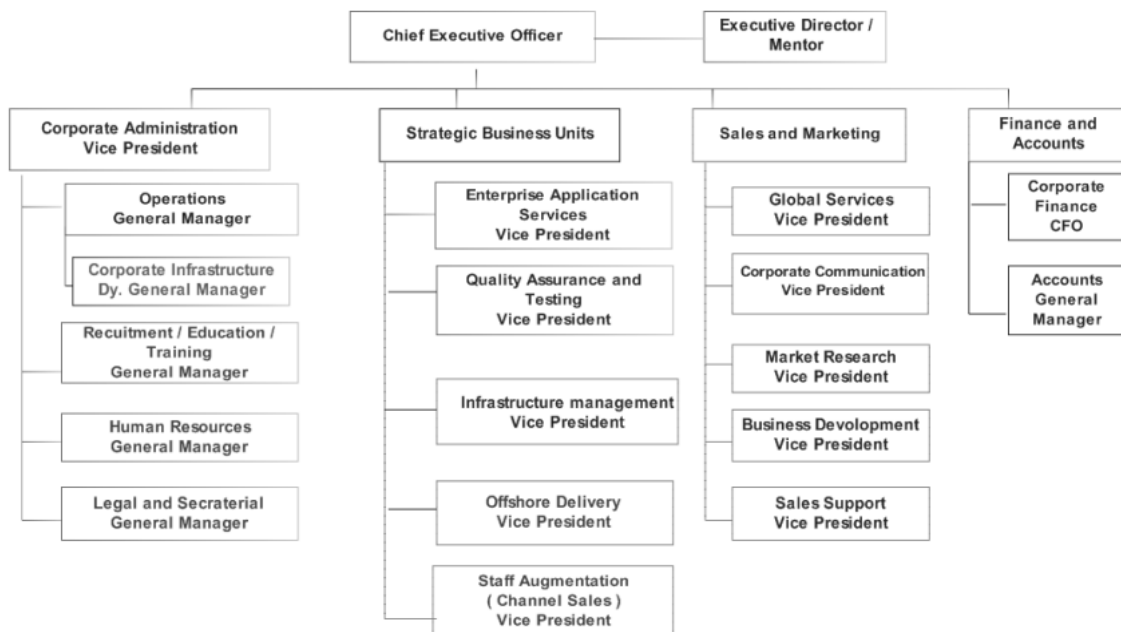 Chief Executive Officer
Executive Director /
Mentor
Corporate Administration
Vice President
Operations
General Manager
Corporate Infrastructure
Dy. General Manager
Recuitment / Education /
Training
General Manager
Human Resources
General Manager
Legal and Secraterial
General Manager
Strategic Business Units
Enterprise Application
Services
Vice President
Quality Assurance and
Testing
Vice President
Infrastructure management
Vice President
Offshore Delivery
Vice President
Staff Augmentation
( Channel Sales )
Vice President
Sales and Marketing
Global Services
Vice President
Corporate Communication
Vice President
Market Research
Vice President
Business Devolopment
Vice President
Sales Support
Vice President
Finance and
Accounts
Corporate
Finance
CFO
Accounts
General
Manager